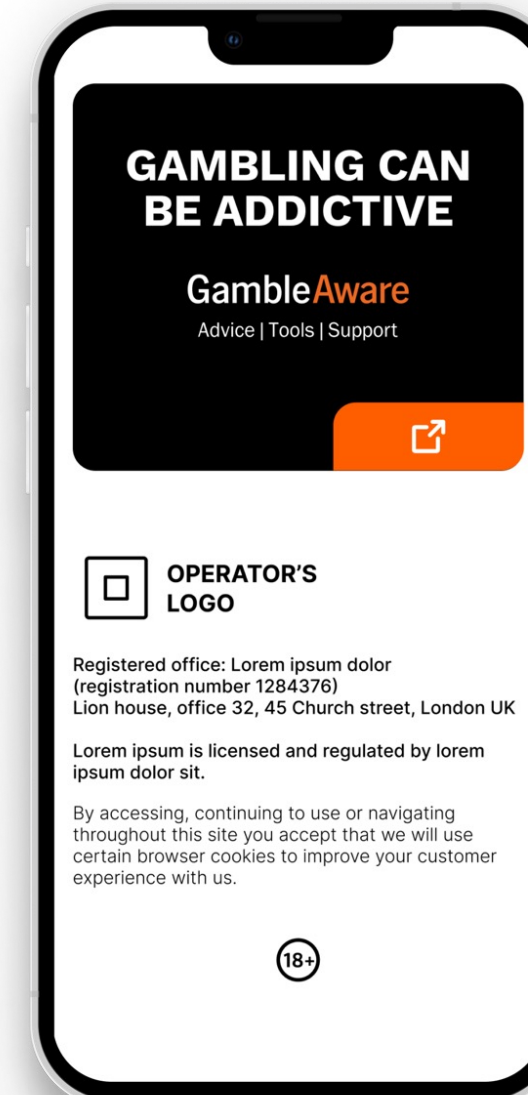 GAMBLING CAN
BE ADDICTIVE
GambleAware
Advice | Tools | Support
OPERATOR'S
LOGO
Registered office: Lorem ipsum dolor
(registration number 1284376)
Lion house, office 32, 45 Church street, London UK
Lorem ipsum is licensed and regulated by lorem
ipsum dolor sit.
By accessing, continuing to use or navigating
throughout this site you accept that we will use
certain browser cookies to improve your customer
experience with us.
18+